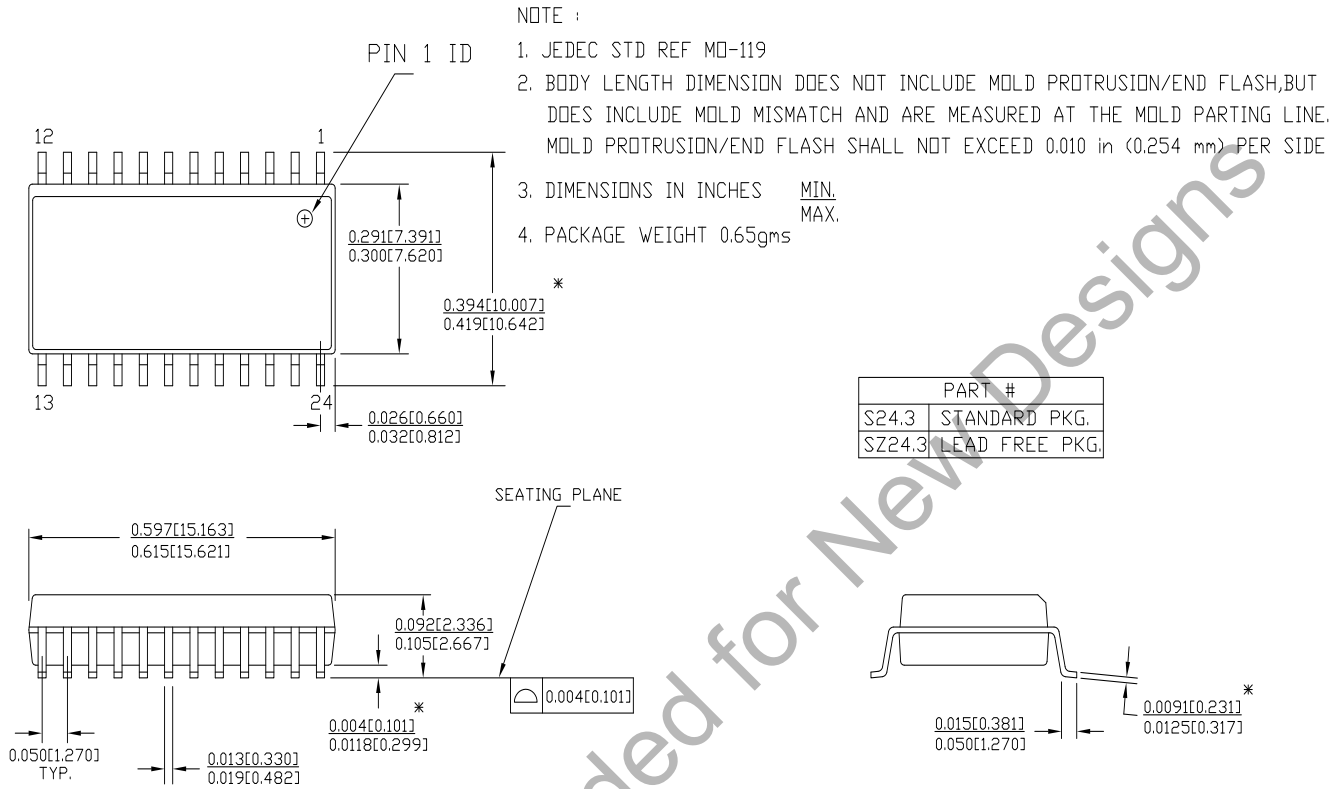 NOTE :
1. JEDEC STD REF MO-119
2. BODY LENGTH DIMENSION DOES NOT INCLUDE MOLD PROTRUSION/END FLASH,BUT
DOES INCLUDE MOLD MISMATCH AND ARE MEASURED AT THE MOLD PARTING LINE.
MOLD PROTRUSION/END FLASH SHALL NOT EXCEED 0.010 in (0.254 mm) PER SIDE
3. DIMENSIONS IN INCHES MIN.
MAX.
4. PACKAGE WEIGHT 0.65gms
PIN 1 ID
12 1
0.291[7.391]
0.300[7.620]
*
0.394[10.007]
0.419[10.642]
13 24
0.026[0.660]
0.032[0.812]
PART #
S24.3 STANDARD PKG.
SZ24.3 LEAD FREE PKG.
SEATING PLANE
0.597[15.163]
0.615[15.621]
0.092[2.336]
0.105[2.667]
0.004[0.101]
*
0.004[0.101]
0.0118[0.299]
0.050[1.270]
TYP.
0.013[0.330]
0.019[0.482]
0.015[0.381]
0.050[1.270]
*
0.0091[0.231]
0.0125[0.317]
ded for New Designs